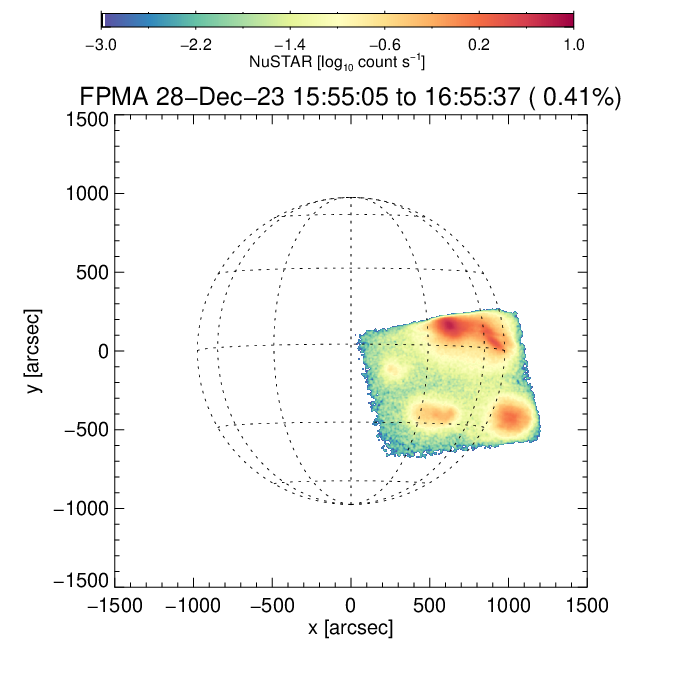 −3.0 −2.2 −1.4 −0.6 0.2 1.0
NuSTAR [log₁₀ count s⁻¹]
FPMA 28−Dec−23 15:55:05 to 16:55:37 ( 0.41%)
1500
1000
500
0
−500
−1000
−1500
y [arcsec]
−1500 −1000 −500 0 500 1000 1500
x [arcsec]